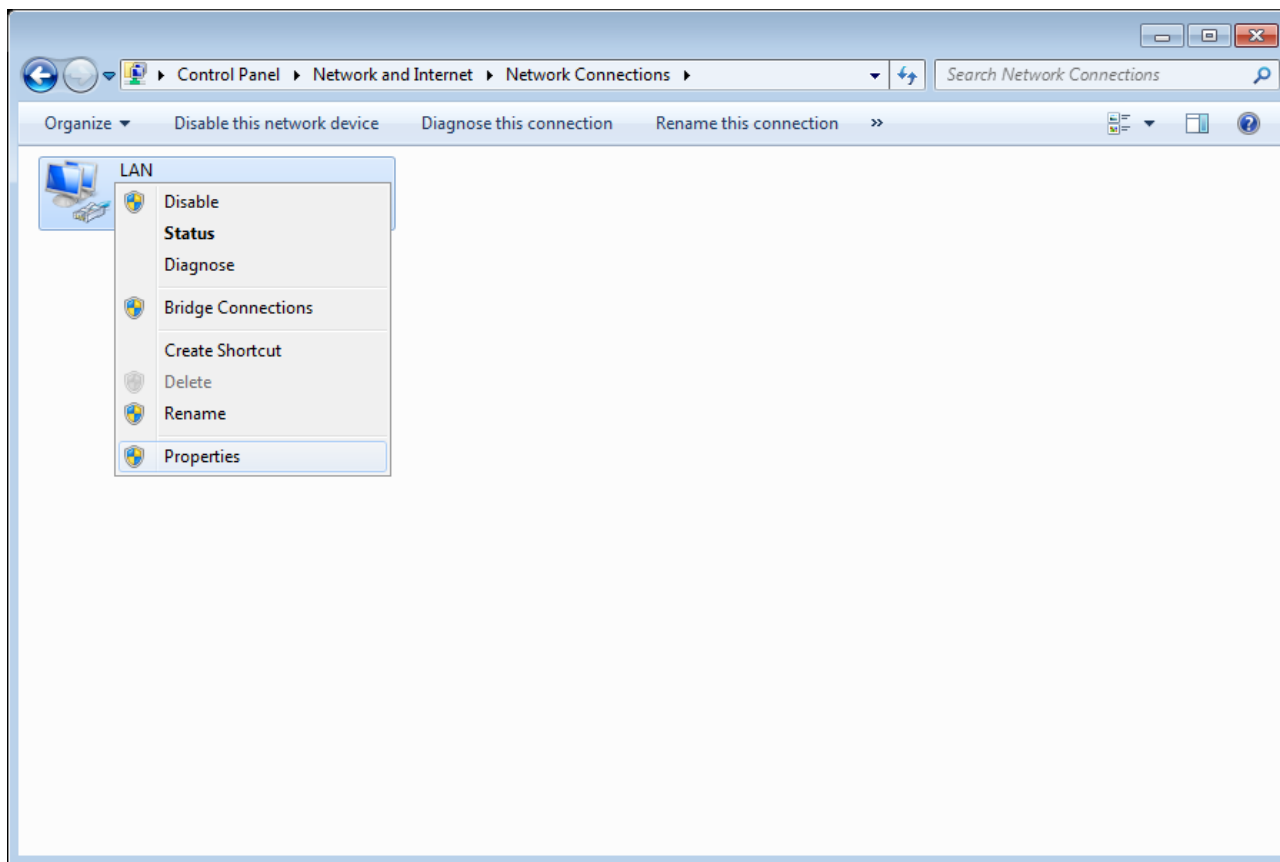 Control Panel Network and Internet Network Connections Search Network Connections
Organize Disable this network device Diagnose this connection Rename this connection »
LAN
Disable
Status
Diagnose
Bridge Connections
Create Shortcut
Delete
Rename
Properties